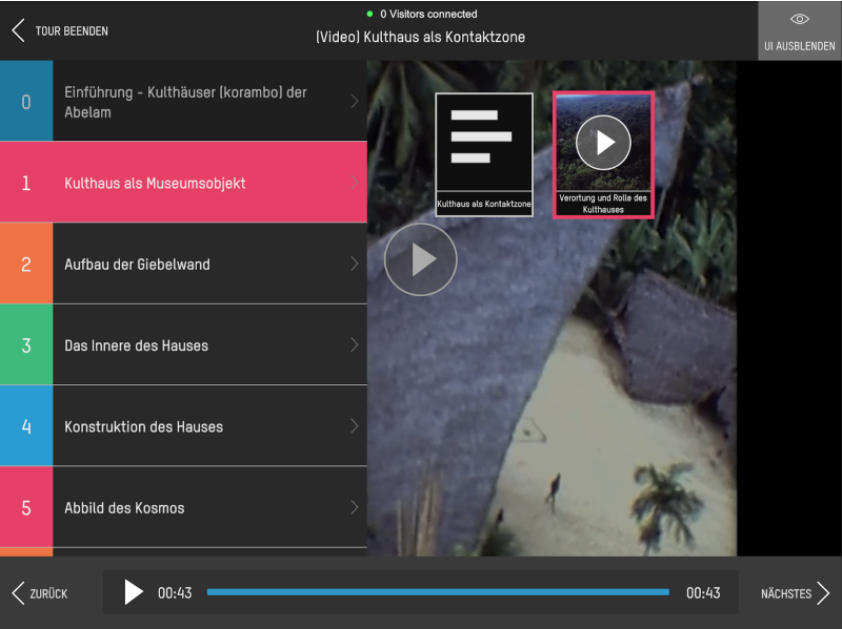 TOUR BEENDEN
0 Visitors connected
(Video) Kulthaus als Kontaktzone
UI AUSBLENDEN
0
Einführung - Kulthäuser (korambo) der
Abelam
1
Kulthaus als Museumsobjekt
2
Aufbau der Giebelwand
3
Das Innere des Hauses
4
Konstruktion des Hauses
5
Abbild des Kosmos
Kulthaus als Kontaktzone
Verortung und Rolle des
Kulthauses
ZURÜCK
00:43
00:43
NÄCHSTES